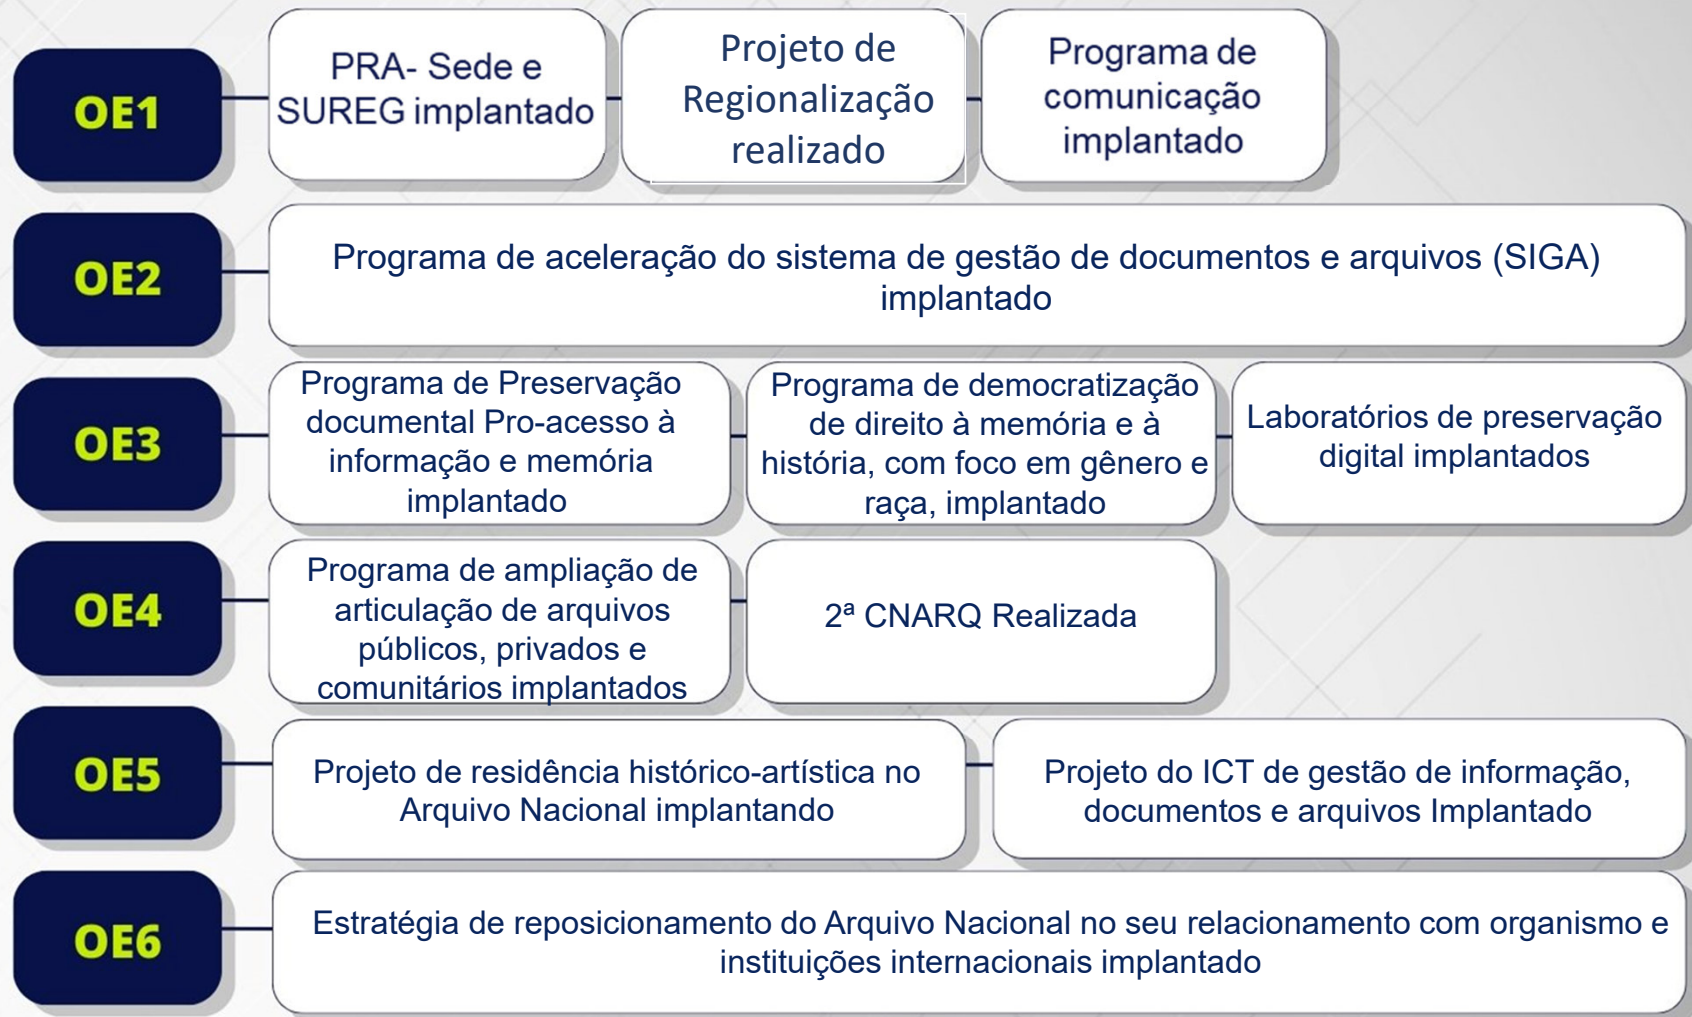 OE1
PRA- Sede e
SUREG implantado
Projeto de
Regionalização
realizado
Programa de
comunicação
implantado
OE2
Programa de aceleração do sistema de gestão de documentos e arquivos (SIGA)
implantado
OE3
Programa de Preservação
documental Pro-acesso à
informação e memória
implantado
Programa de democratização
de direito à memória e à
história, com foco em gênero e
raça, implantado
Laboratórios de preservação
digital implantados
OE4
Programa de ampliação de
articulação de arquivos
públicos, privados e
comunitários implantados
2ª CNARQ Realizada
OE5
Projeto de residência histórico-artística no
Arquivo Nacional implantando
Projeto do ICT de gestão de informação,
documentos e arquivos Implantado
OE6
Estratégia de reposicionamento do Arquivo Nacional no seu relacionamento com organismo e
instituições internacionais implantado